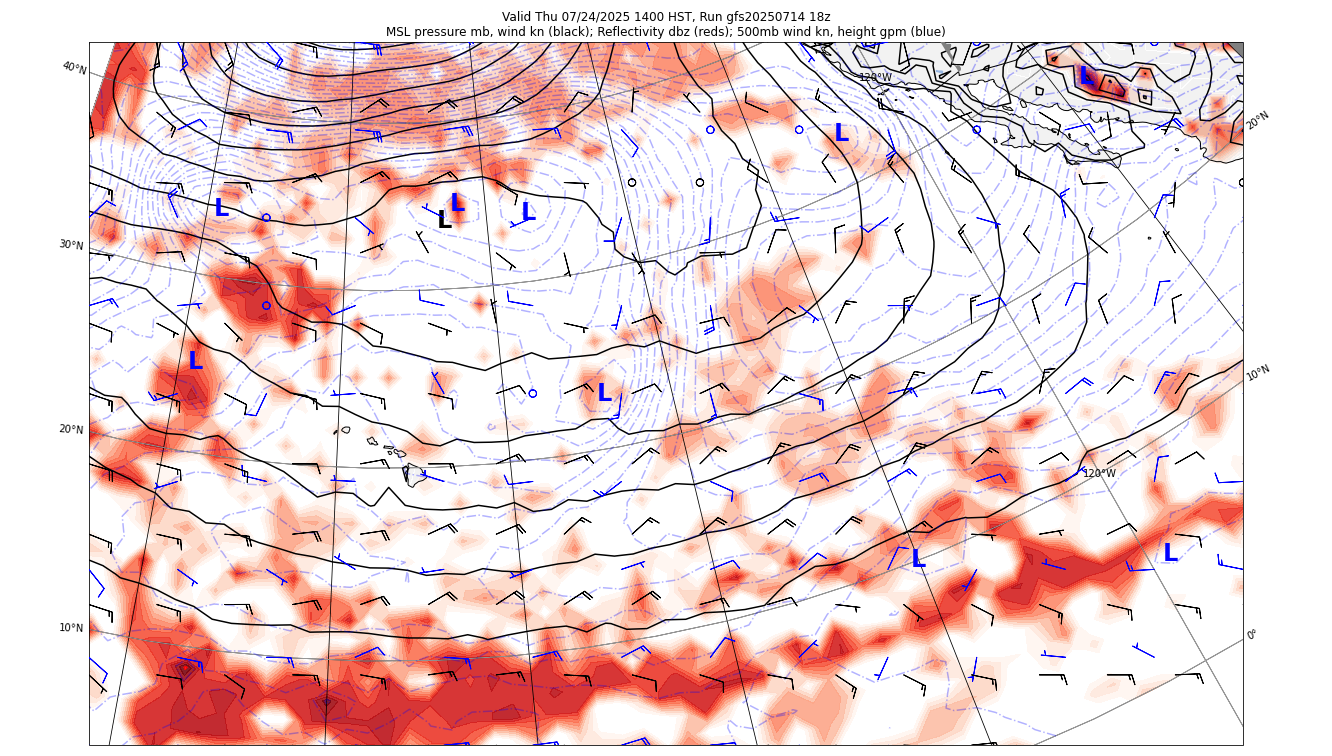 Valid Thu 07/24/2025 1400 HST, Run gfs20250714 18z
MSL pressure mb, wind kn (black); Reflectivity dbz (reds); 500mb wind kn, height gpm (blue)
40°N
120°W
L
20°N
L
L
L
L
L
30°N
L
10°N
L
20°N
120°W
L
L
10°N
0°